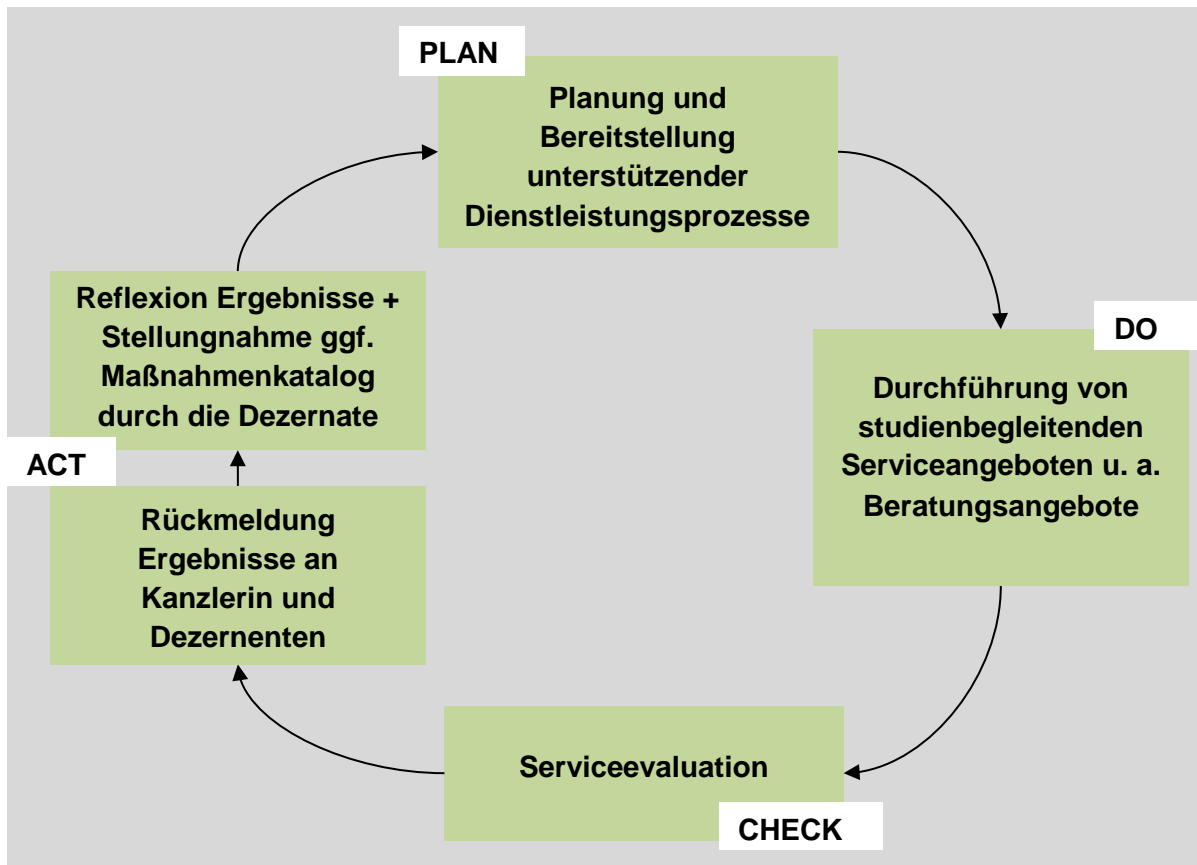 PLAN
Planung und
Bereitstellung
unterstützender
Dienstleistungsprozesse
DO
Durchführung von
studienbegleitenden
Serviceangeboten u. a.
Beratungsangebote
Serviceevaluation
CHECK
ACT
Rückmeldung
Ergebnisse an
Kanzlerin und
Dezernenten
Reflexion Ergebnisse +
Stellungnahme ggf.
Maßnahmenkatalog
durch die Dezernate